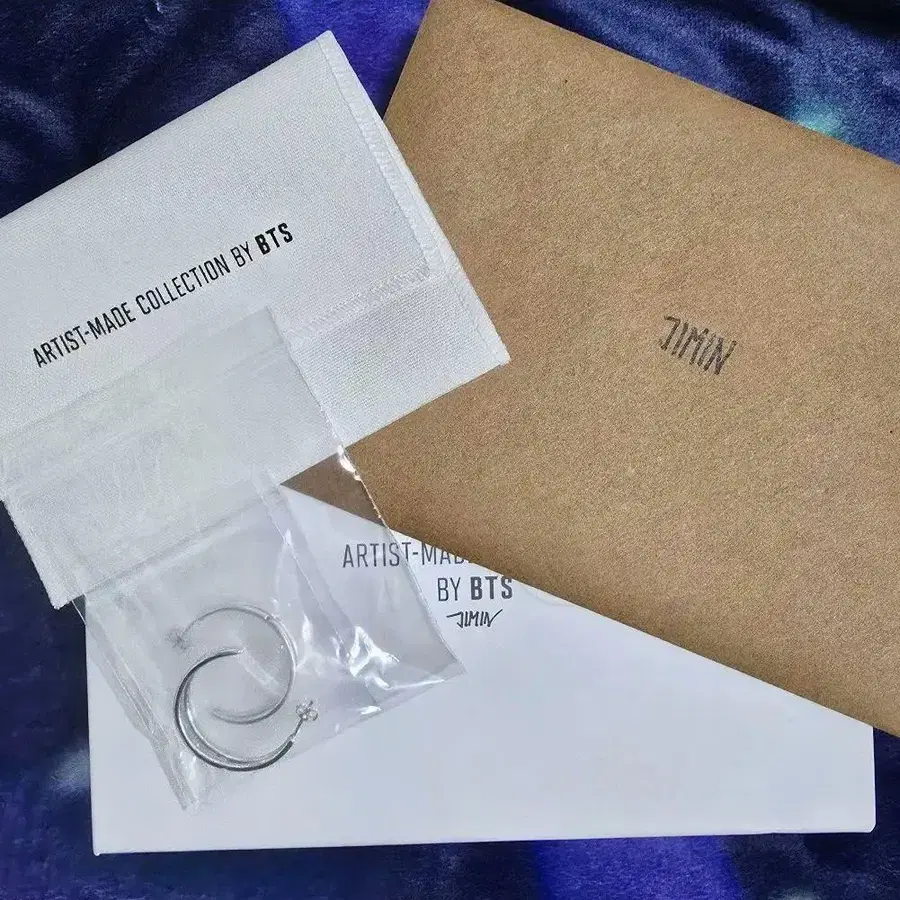 ARTIST-MADE COLLECTION BY BTS
JIMIN
ARTIST-MADE
BY BTS
JIMIN